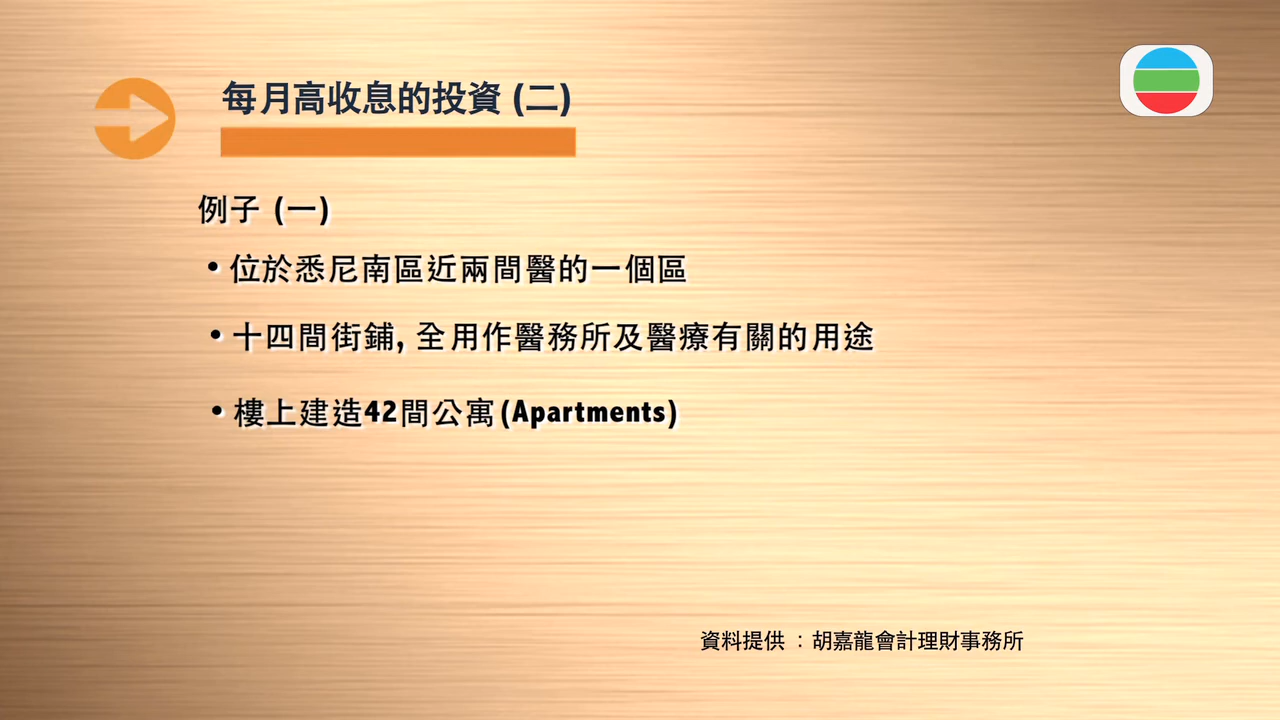 每月高收息的投資 (二)
例子 (一)
• 位於悉尼南區近兩間醫的一個區
• 十四間街鋪, 全用作醫務所及醫療有關的用途
• 樓上建造42間公寓(Apartments)
資料提供 : 胡嘉龍會計理財事務所